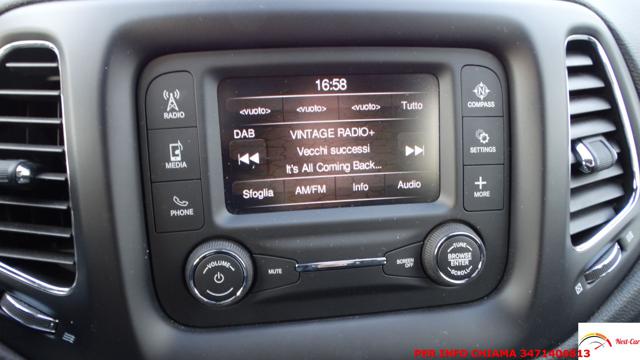 16:58
<vuoto> <vuoto> <vuoto> Tutto
DAB VINTAGE RADIO+
Vecchi successi
It's All Coming Back...
Sfoglia AM/FM Info Audio
RADIO
MEDIA
PHONE
COMPASS
SETTINGS
MORE
VOLUME
MUTE
SCREEN OFF
TUNE
BROWSE
ENTER
SCROLL
PER INFO CHIAMA
Next-Car